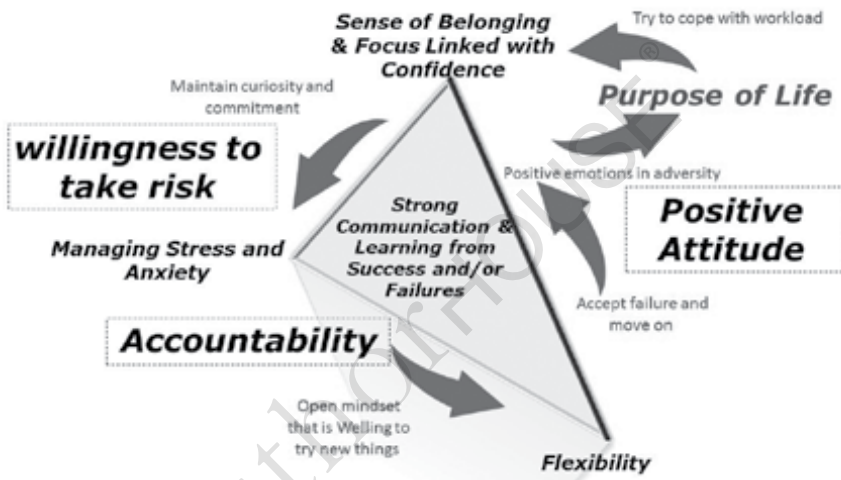 Sense of Belonging
& Focus Linked with
Confidence
Try to cope with workload
Purpose of Life
Maintain curiosity and
commitment
willingness to
take risk
Positive emotions in adversity
Positive
Attitude
Strong
Communication &
Learning from
Success and/or
Failures
Managing Stress and
Anxiety
Accept failure and
move on
Accountability
Open mindset
that is Welling to
try new things
Flexibility
authorHOUSE®